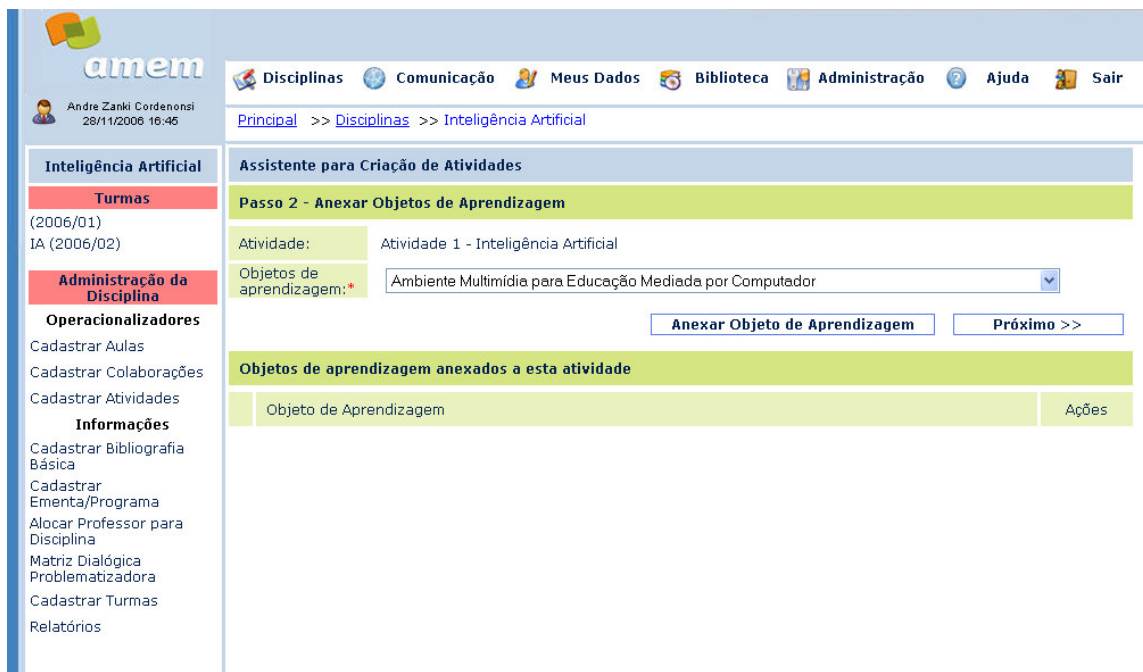 amem
Disciplinas Comunicação Meus Dados Biblioteca Administração Ajuda Sair
Andre Zanki Cordenonsi
28/11/2006 16:45
Principal >> Disciplinas >> Inteligência Artificial
Inteligência Artificial
Turmas
(2006/01)
IA (2006/02)
Administração da
Disciplina
Operacionalizadores
Cadastrar Aulas
Cadastrar Colaborações
Cadastrar Atividades
Informações
Cadastrar Bibliografia
Básica
Cadastrar
Ementa/Programa
Alocar Professor para
Disciplina
Matriz Dialógica
Problematizadora
Cadastrar Turmas
Relatórios
Assistente para Criação de Atividades
Passo 2 - Anexar Objetos de Aprendizagem
Atividade: Atividade 1 - Inteligência Artificial
Objetos de
aprendizagem:* Ambiente Multimídia para Educação Mediada por Computador
Anexar Objeto de Aprendizagem Próximo >>
Objetos de aprendizagem anexados a esta atividade
Objeto de Aprendizagem Ações